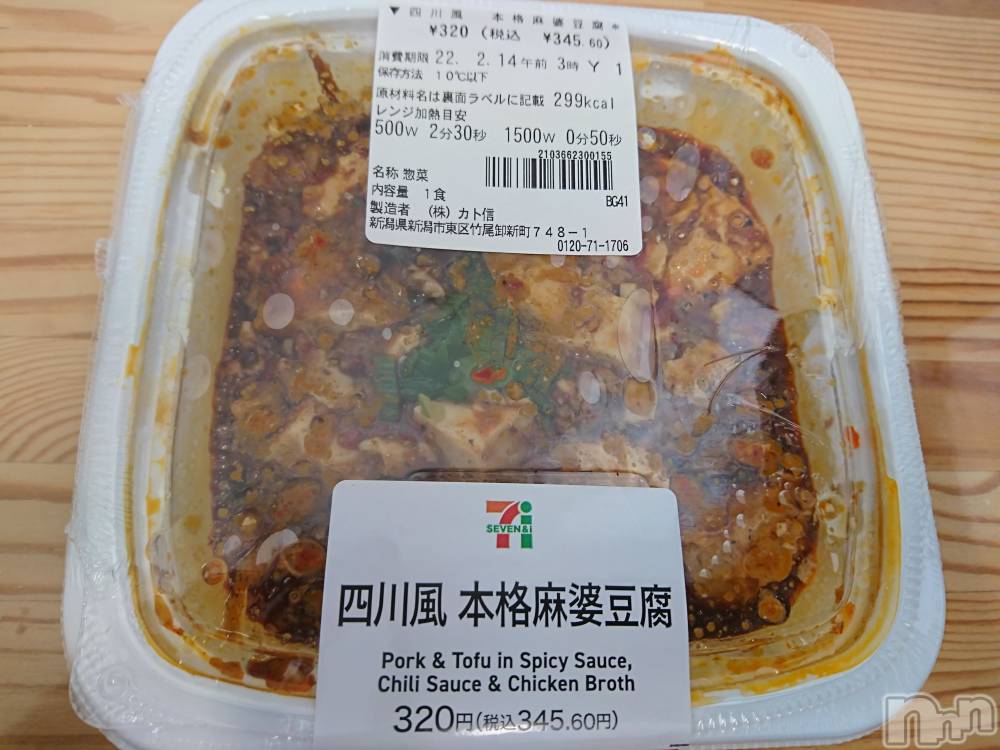 ▼ 四川風 本格麻婆豆腐*
¥320 (税込 ¥345.60)
消費期限 22. 2.14午前 3時 Y 1
保存方法 10℃以下
原材料名は裏面ラベルに記載 299kcal
レンジ加熱目安
500W 2分30秒 1500W 0分50秒
2103662300155
名称 惣菜
内容量 1食
BG41
製造者 (株) カト信
新潟県新潟市東区竹尾卸新町748-1
0120-71-1706
7i
SEVEN&i
四川風 本格麻婆豆腐
Pork & Tofu in Spicy Sauce,
Chili Sauce & Chicken Broth
320円(税込345.60円)
nnn